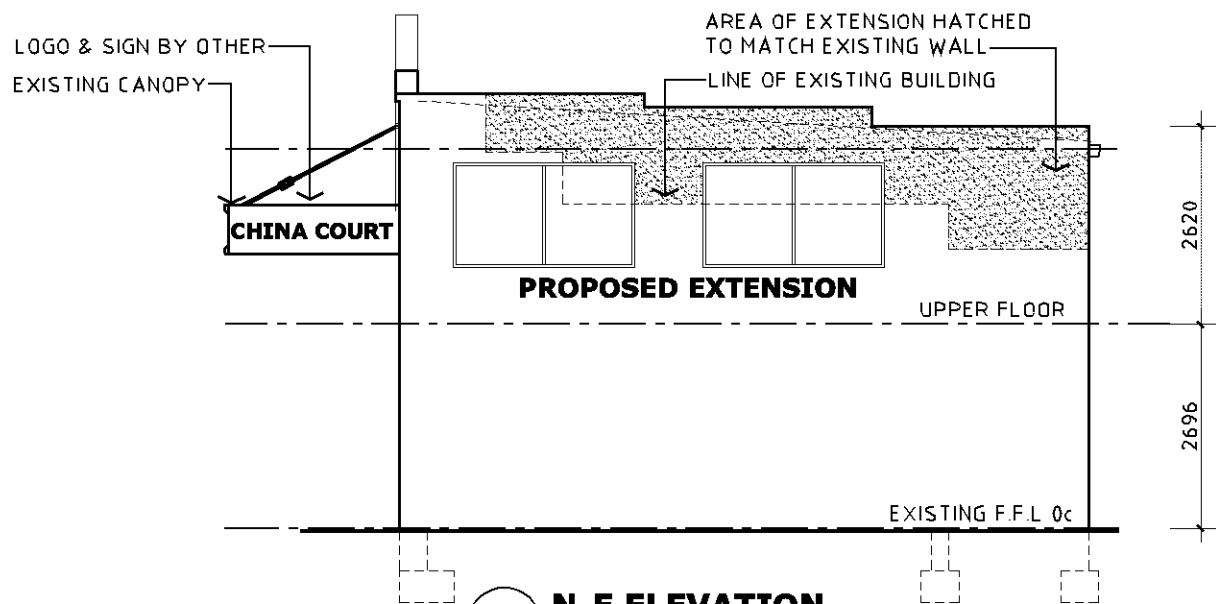 LOGO & SIGN BY OTHER
EXISTING CANOPY
AREA OF EXTENSION HATCHED
TO MATCH EXISTING WALL
LINE OF EXISTING BUILDING
CHINA COURT
PROPOSED EXTENSION
UPPER FLOOR
2620
2696
EXISTING F.F.L 0c
N-E ELEVATION